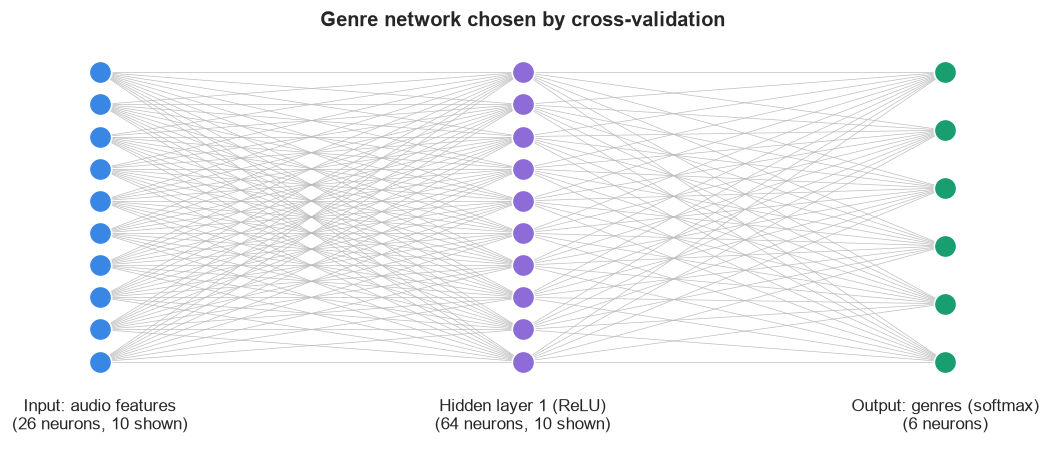 Genre network chosen by cross-validation
Input: audio features
(26 neurons, 10 shown)
Hidden layer 1 (ReLU)
(64 neurons, 10 shown)
Output: genres (softmax)
(6 neurons)